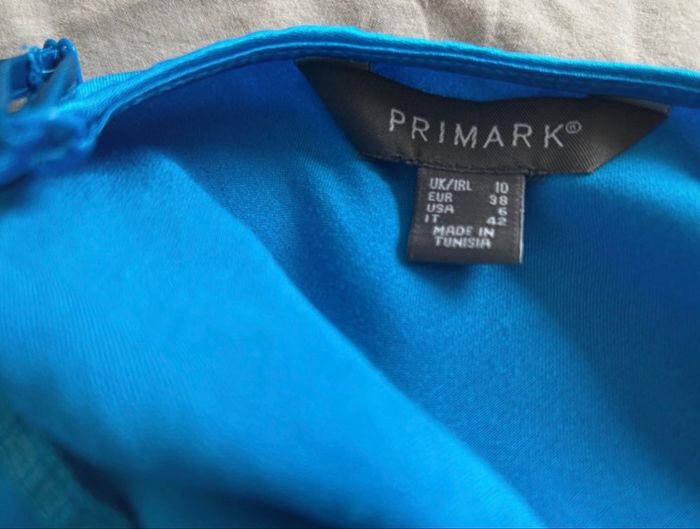 PRIMARK®
UK/IRL 10
EUR 38
USA 6
IT 42
MADE IN
TUNISIA